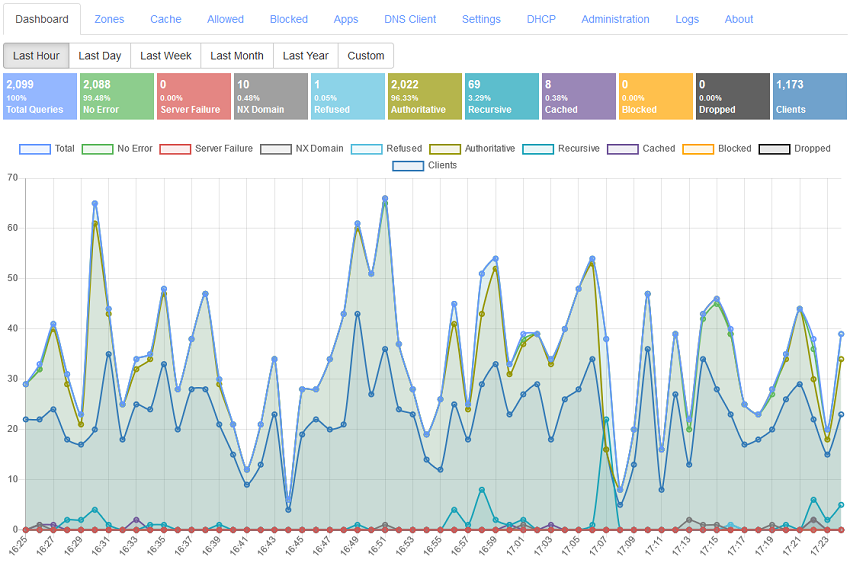 Dashboard Zones Cache Allowed Blocked Apps DNS Client Settings DHCP Administration Logs About
Last Hour Last Day Last Week Last Month Last Year Custom
2,099 2,088 0 10 1 2,022 69 8 0 0 1,173
100% 99.48% 0.00% 0.48% 0.05% 96.33% 3.29% 0.38% 0.00% 0.00%
Total Queries No Error Server Failure NX Domain Refused Authoritative Recursive Cached Blocked Dropped Clients
Total No Error Server Failure NX Domain Refused Authoritative Recursive Cached Blocked Dropped
Clients
70
60
50
40
30
20
10
0
16:25 16:27 16:29 16:31 16:33 16:35 16:37 16:39 16:41 16:43 16:45 16:47 16:49 16:51 16:53 16:55 16:57 16:59 17:01 17:03 17:05 17:07 17:09 17:11 17:13 17:15 17:17 17:19 17:21 17:23